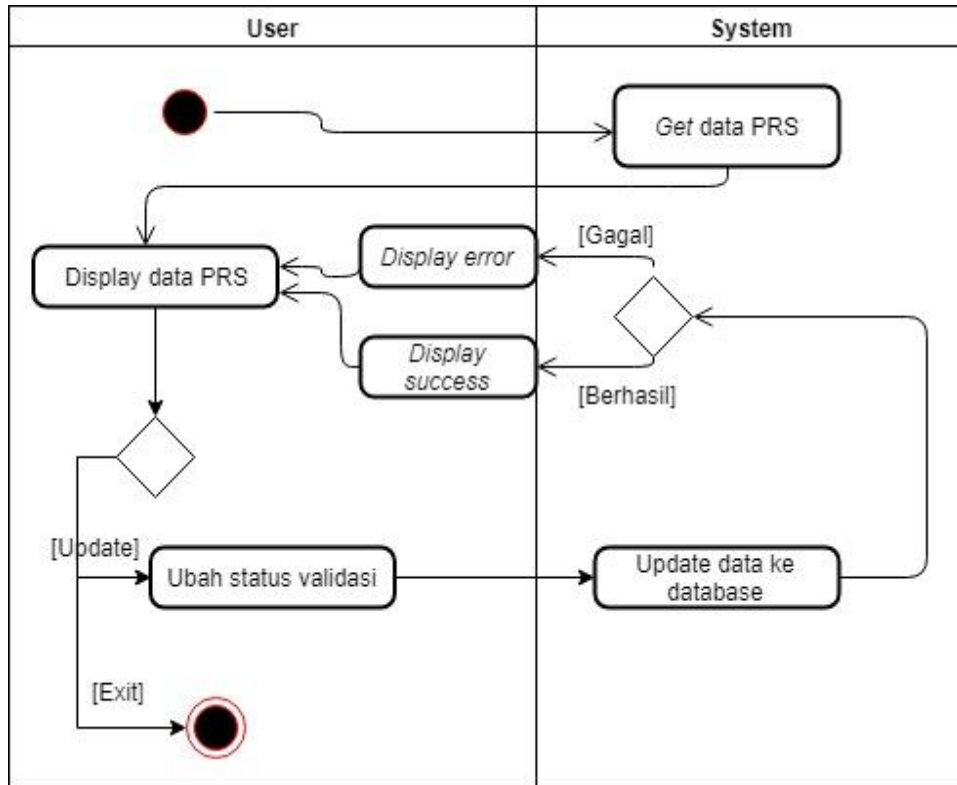 User
System
Get data PRS
[Gagal]
Display error
Display data PRS
Display
success
[Berhasil]
[Update]
Ubah status validasi
Update data ke
database
[Exit]